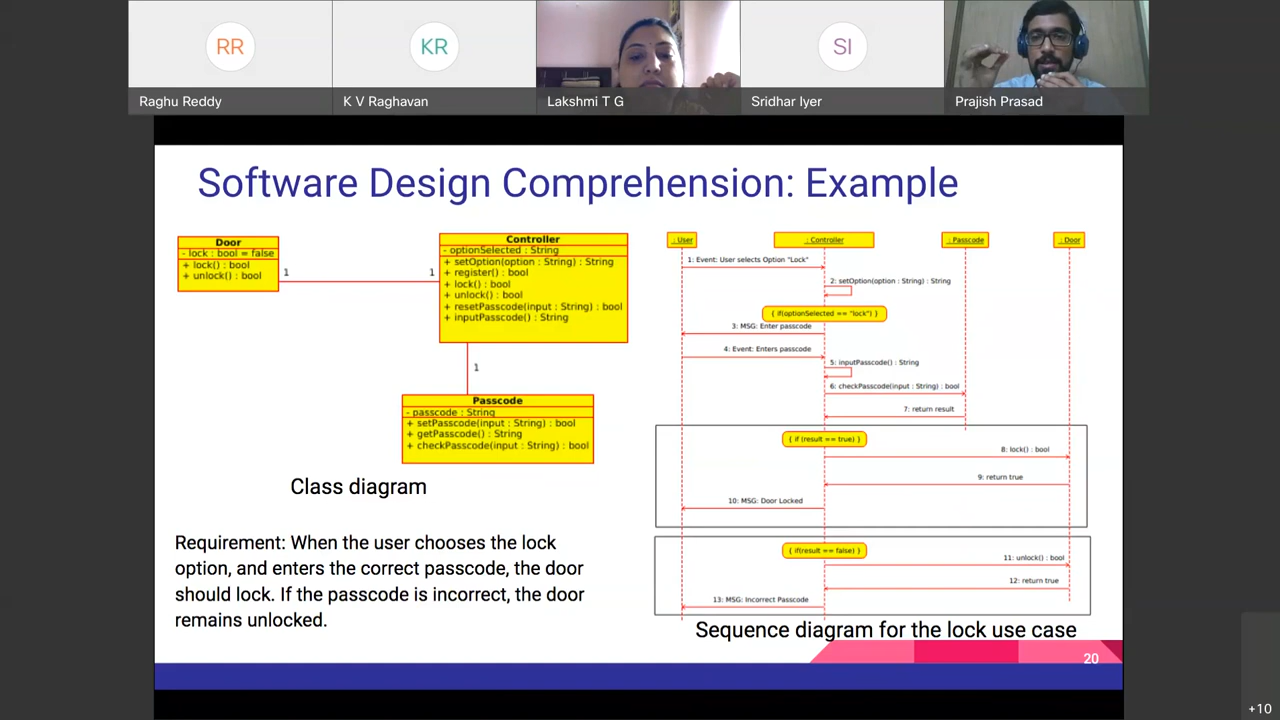 RR
KR
SI
Raghu Reddy
K V Raghavan
Lakshmi T G
Sridhar Iyer
Prajish Prasad
Software Design Comprehension: Example
Door
- lock : bool = false
+ lock() : bool
+ unlock() : bool
1
1
Controller
- optionSelected : String
+ setOption(option : String) : String
+ register() : bool
+ lock() : bool
+ unlock() : bool
+ resetPasscode(input : String) : bool
+ inputPasscode() : String
1
Passcode
- passcode : String
+ setPasscode(input : String) : bool
+ getPasscode() : String
+ checkPasscode(input : String) : bool
Class diagram
Requirement: When the user chooses the lock
option, and enters the correct passcode, the door
should lock. If the passcode is incorrect, the door
remains unlocked.
: User
: Controller
: Passcode
: Door
1: Event: User selects Option "Lock"
2: setOption(option : String) : String
{ if(optionSelected == "lock") }
3: MSG: Enter passcode
4: Event: Enters passcode
5: inputPasscode() : String
6: checkPasscode(input : String) : bool
7: return result
{ if (result == true) }
8: lock() : bool
9: return true
10: MSG: Door Locked
{ if(result == false) }
11: unlock() : bool
12: return true
13: MSG: Incorrect Passcode
Sequence diagram for the lock use case
20
+10